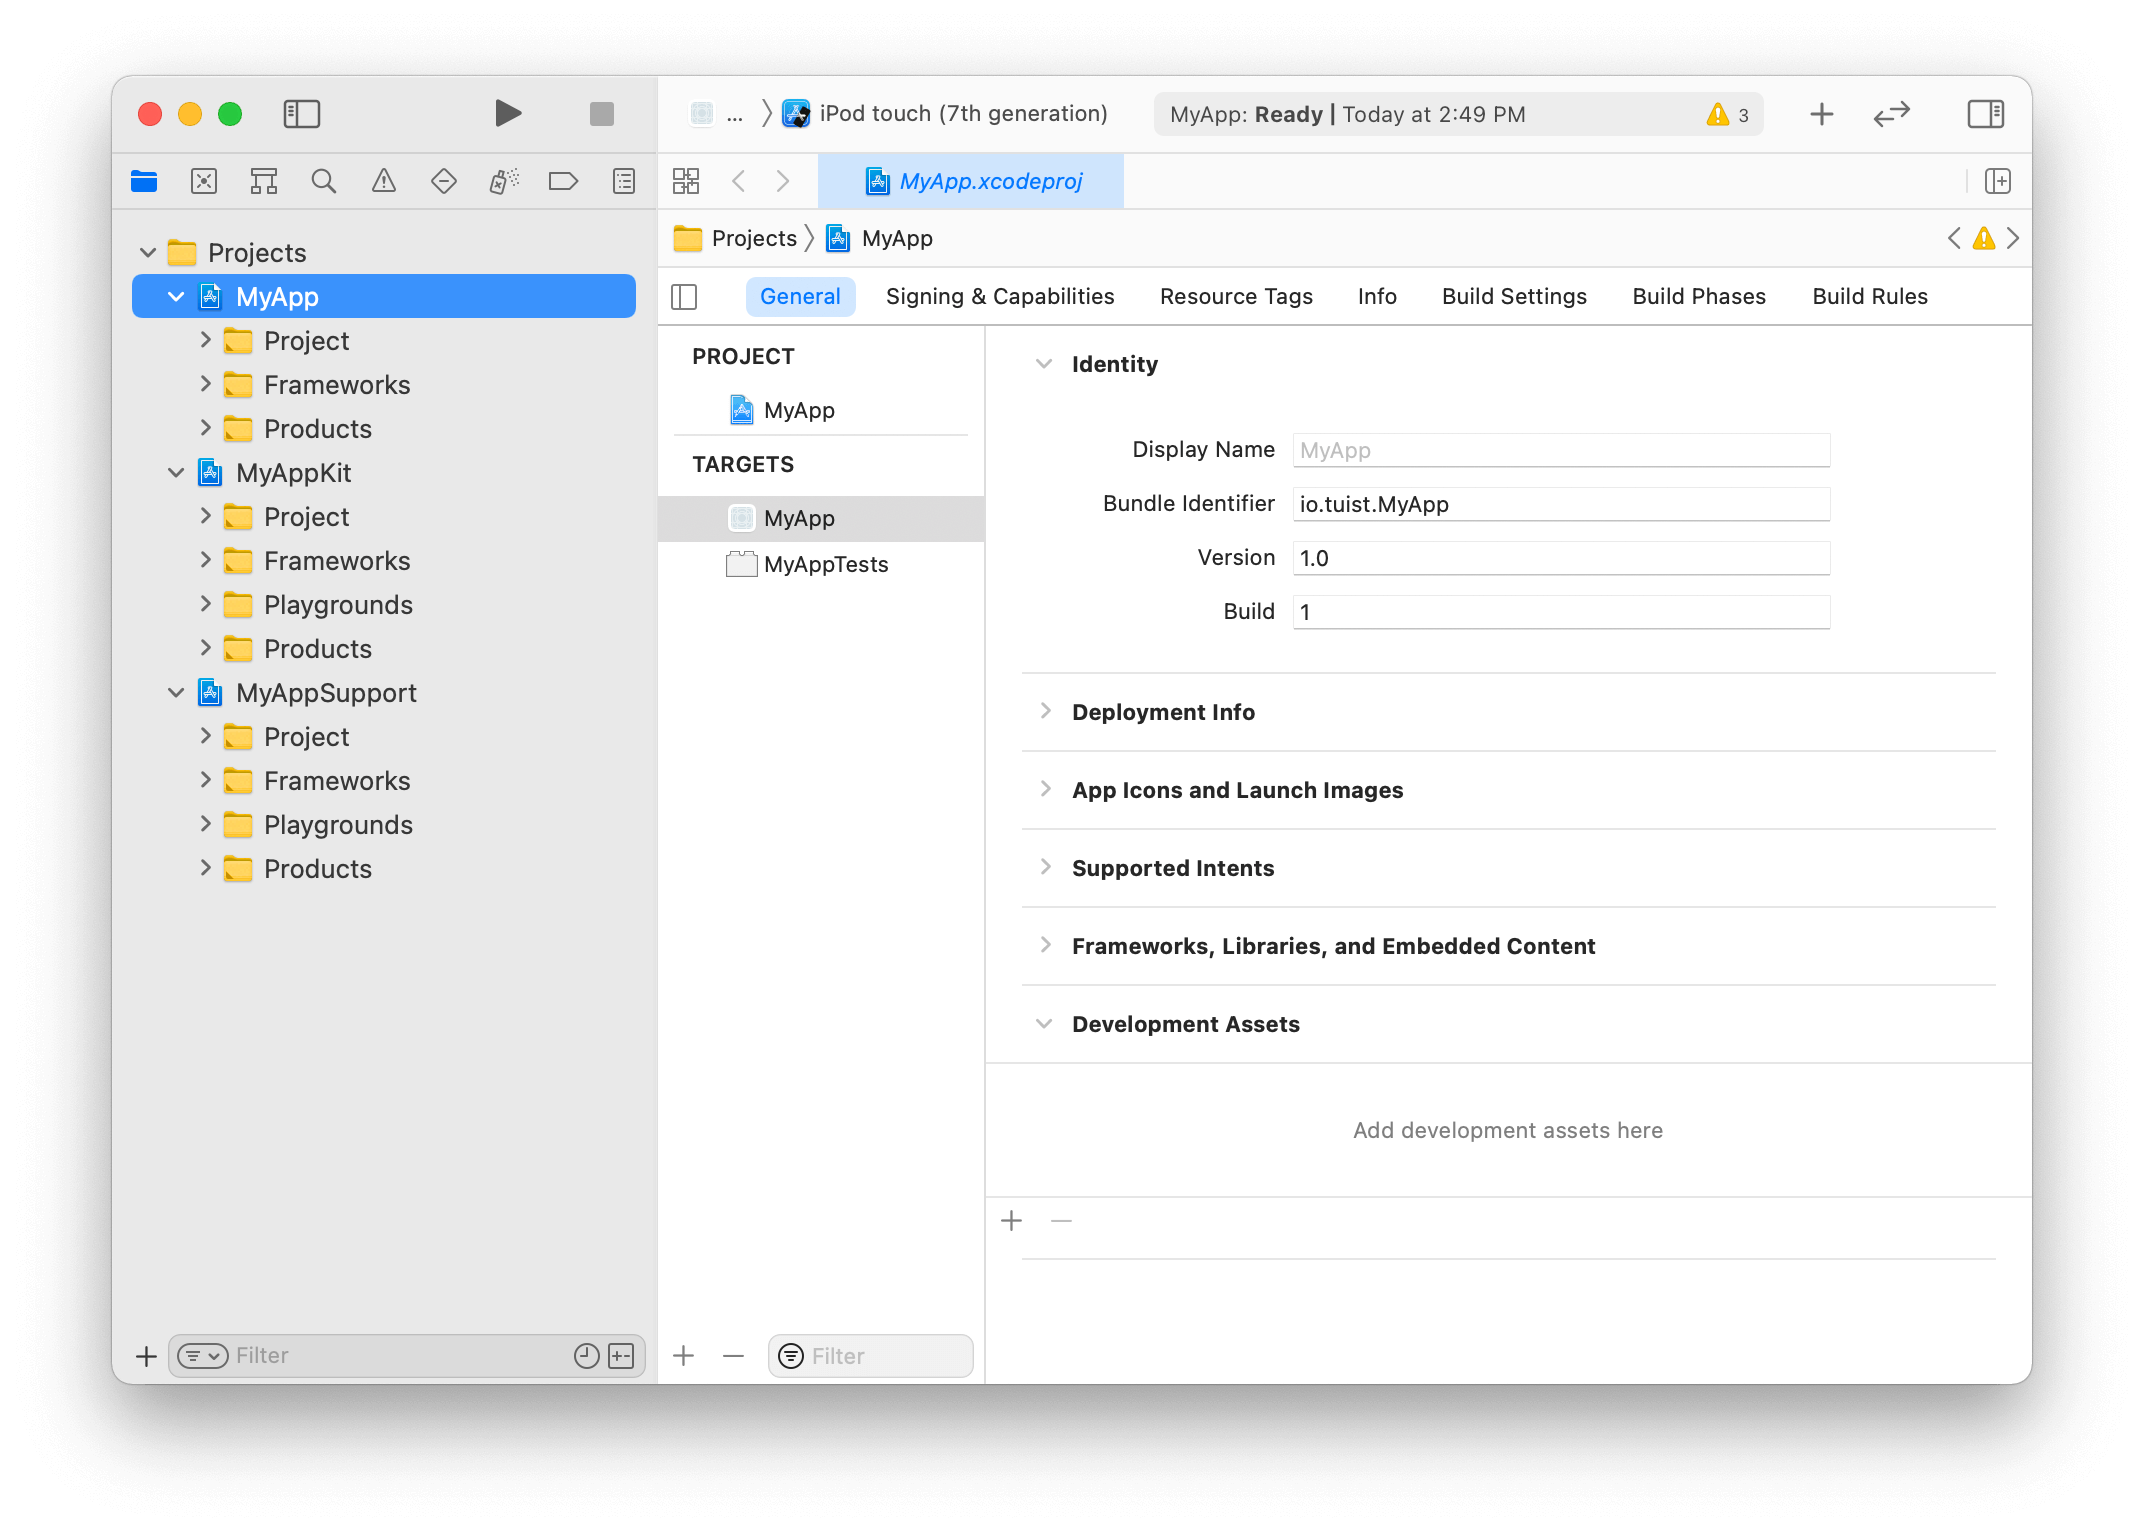 ... iPod touch (7th generation)
MyApp: Ready | Today at 2:49 PM 3
MyApp.xcodeproj
Projects MyApp
Projects
MyApp
Project
Frameworks
Products
MyAppKit
Project
Frameworks
Playgrounds
Products
MyAppSupport
Project
Frameworks
Playgrounds
Products
Filter
General Signing & Capabilities Resource Tags Info Build Settings Build Phases Build Rules
PROJECT
MyApp
TARGETS
MyApp
MyAppTests
Filter
Identity
Display Name MyApp
Bundle Identifier io.tuist.MyApp
Version 1.0
Build 1
Deployment Info
App Icons and Launch Images
Supported Intents
Frameworks, Libraries, and Embedded Content
Development Assets
Add development assets here